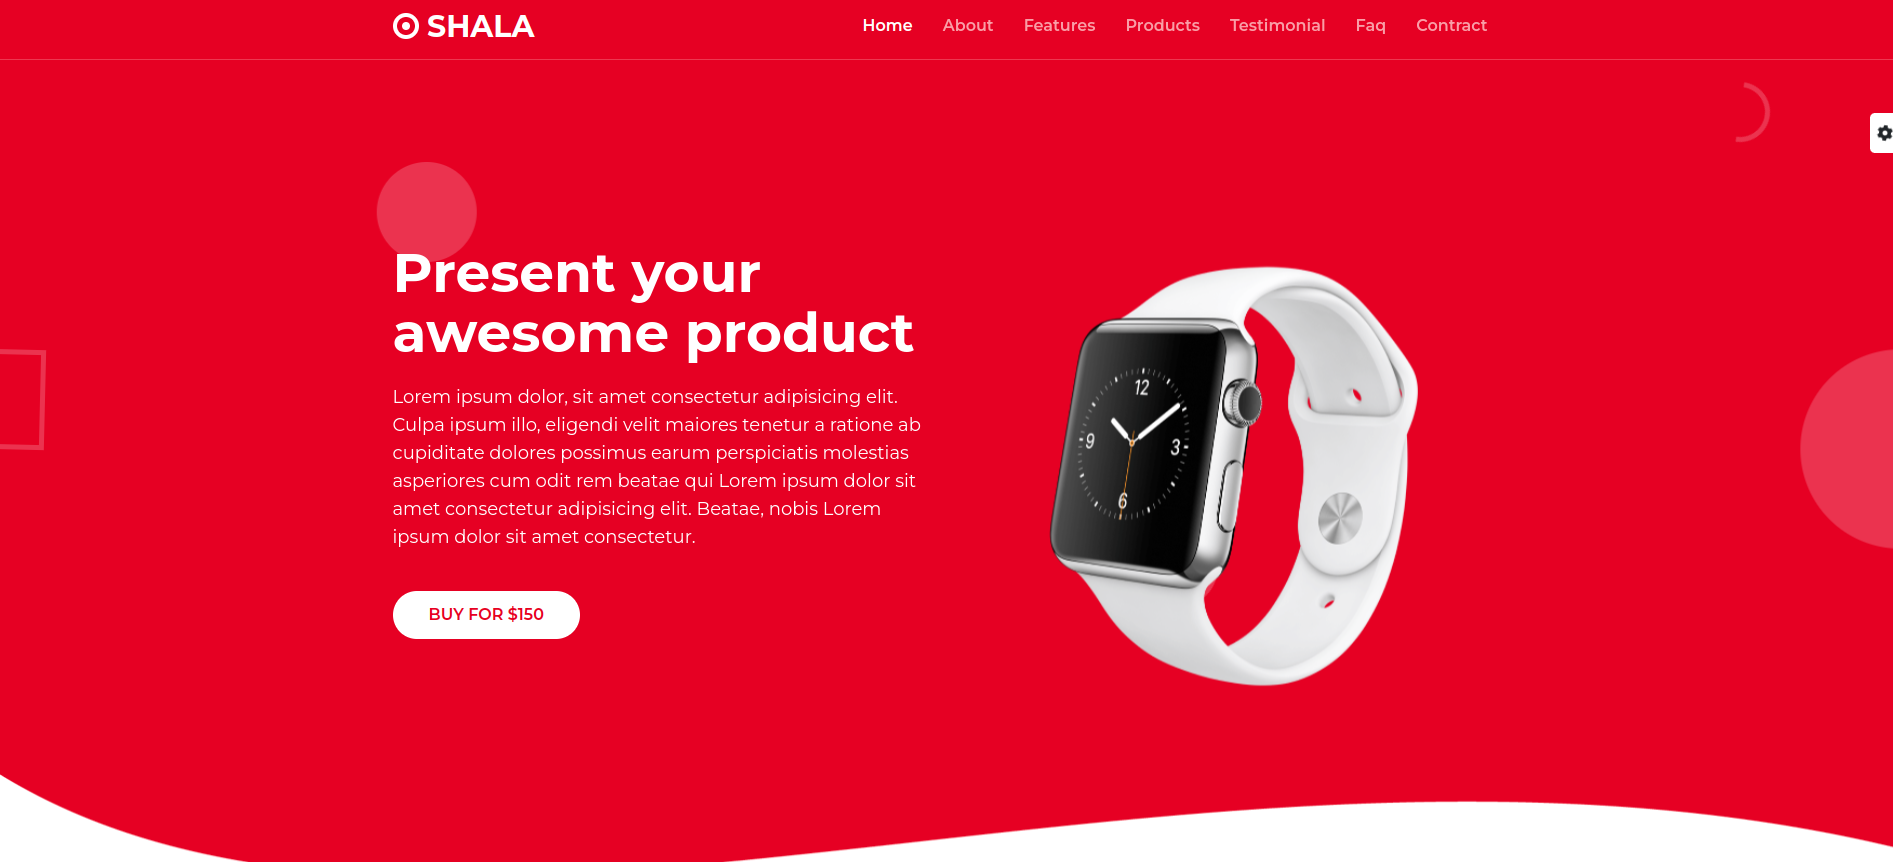 SHALA
Home About Features Products Testimonial Faq Contract
Present your
awesome product
Lorem ipsum dolor, sit amet consectetur adipisicing elit.
Culpa ipsum illo, eligendi velit maiores tenetur a ratione ab
cupiditate dolores possimus earum perspiciatis molestias
asperiores cum odit rem beatae qui Lorem ipsum dolor sit
amet consectetur adipisicing elit. Beatae, nobis Lorem
ipsum dolor sit amet consectetur.
BUY FOR $150
12
9
3
6